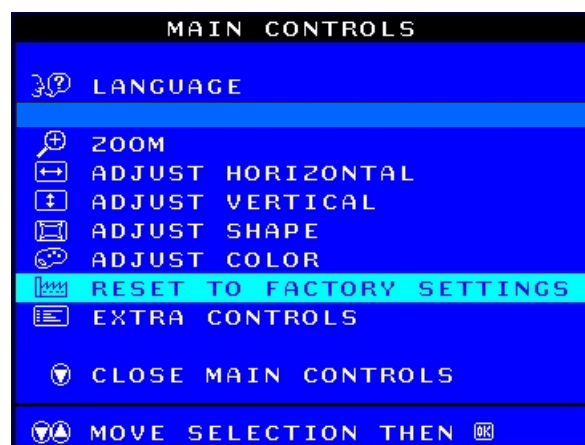 MAIN CONTROLS
LANGUAGE
ZOOM
ADJUST HORIZONTAL
ADJUST VERTICAL
ADJUST SHAPE
ADJUST COLOR
RESET TO FACTORY SETTINGS
EXTRA CONTROLS
CLOSE MAIN CONTROLS
MOVE SELECTION THEN OK